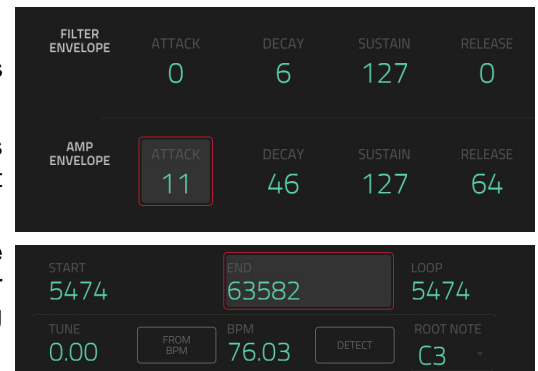 FILTER ENVELOPE ATTACK DECAY SUSTAIN RELEASE
0 6 127 0
AMP ENVELOPE ATTACK DECAY SUSTAIN RELEASE
11 46 127 64
START END LOOP
5474 63582 5474
TUNE FROM BPM BPM DETECT ROOT NOTE
0.00 76.03 C3